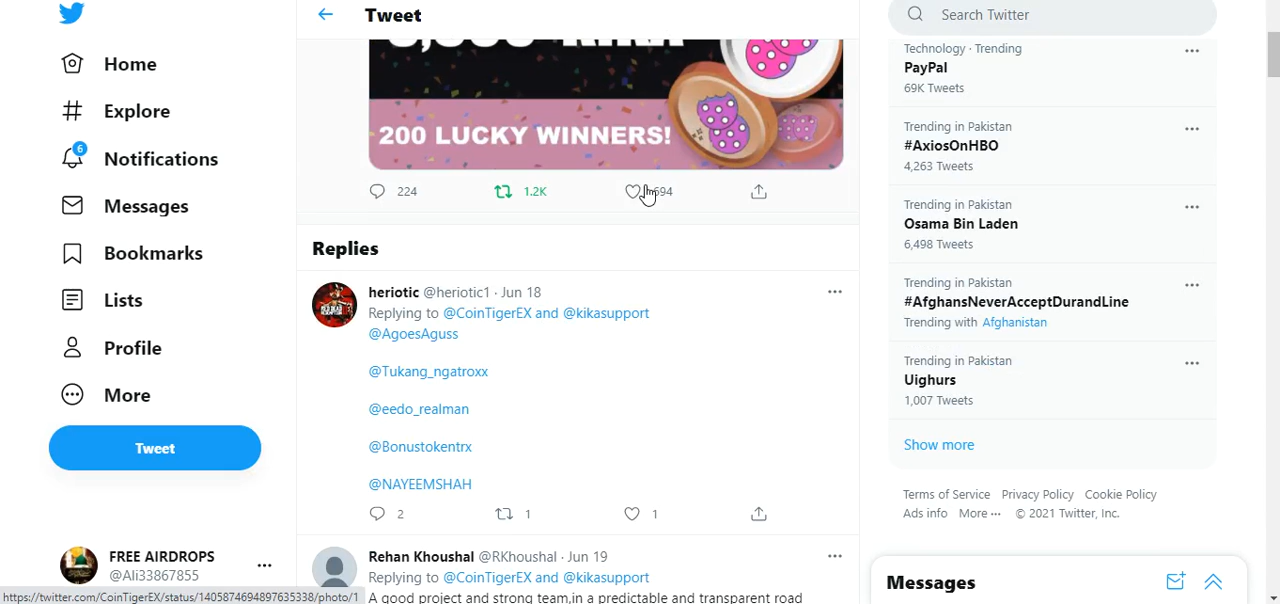 Tweet
200 LUCKY WINNERS!
224
1.2K
694
Replies
heriotic @heriotic1 · Jun 18
Replying to @CoinTigerEX and @kikasupport
@AgoesAguss
@Tukang_ngatroxx
@eedo_realman
@Bonustokentrx
@NAYEEMSHAH
2
1
1
Rehan Khoushal @RKhoushal · Jun 19
Replying to @CoinTigerEX and @kikasupport
A good project and strong team,in a predictable and transparent road
Home
Explore
6
Notifications
Messages
Bookmarks
Lists
Profile
More
Tweet
FREE AIRDROPS
@Ali33867855
https://twitter.com/CoinTigerEX/status/1405874694897635338/photo/1
Search Twitter
Technology · Trending
PayPal
69K Tweets
Trending in Pakistan
#AxiosOnHBO
4,263 Tweets
Trending in Pakistan
Osama Bin Laden
6,498 Tweets
Trending in Pakistan
#AfghansNeverAcceptDurandLine
Trending with Afghanistan
Trending in Pakistan
Uighurs
1,007 Tweets
Show more
Terms of Service Privacy Policy Cookie Policy
Ads info More ··· © 2021 Twitter, Inc.
Messages